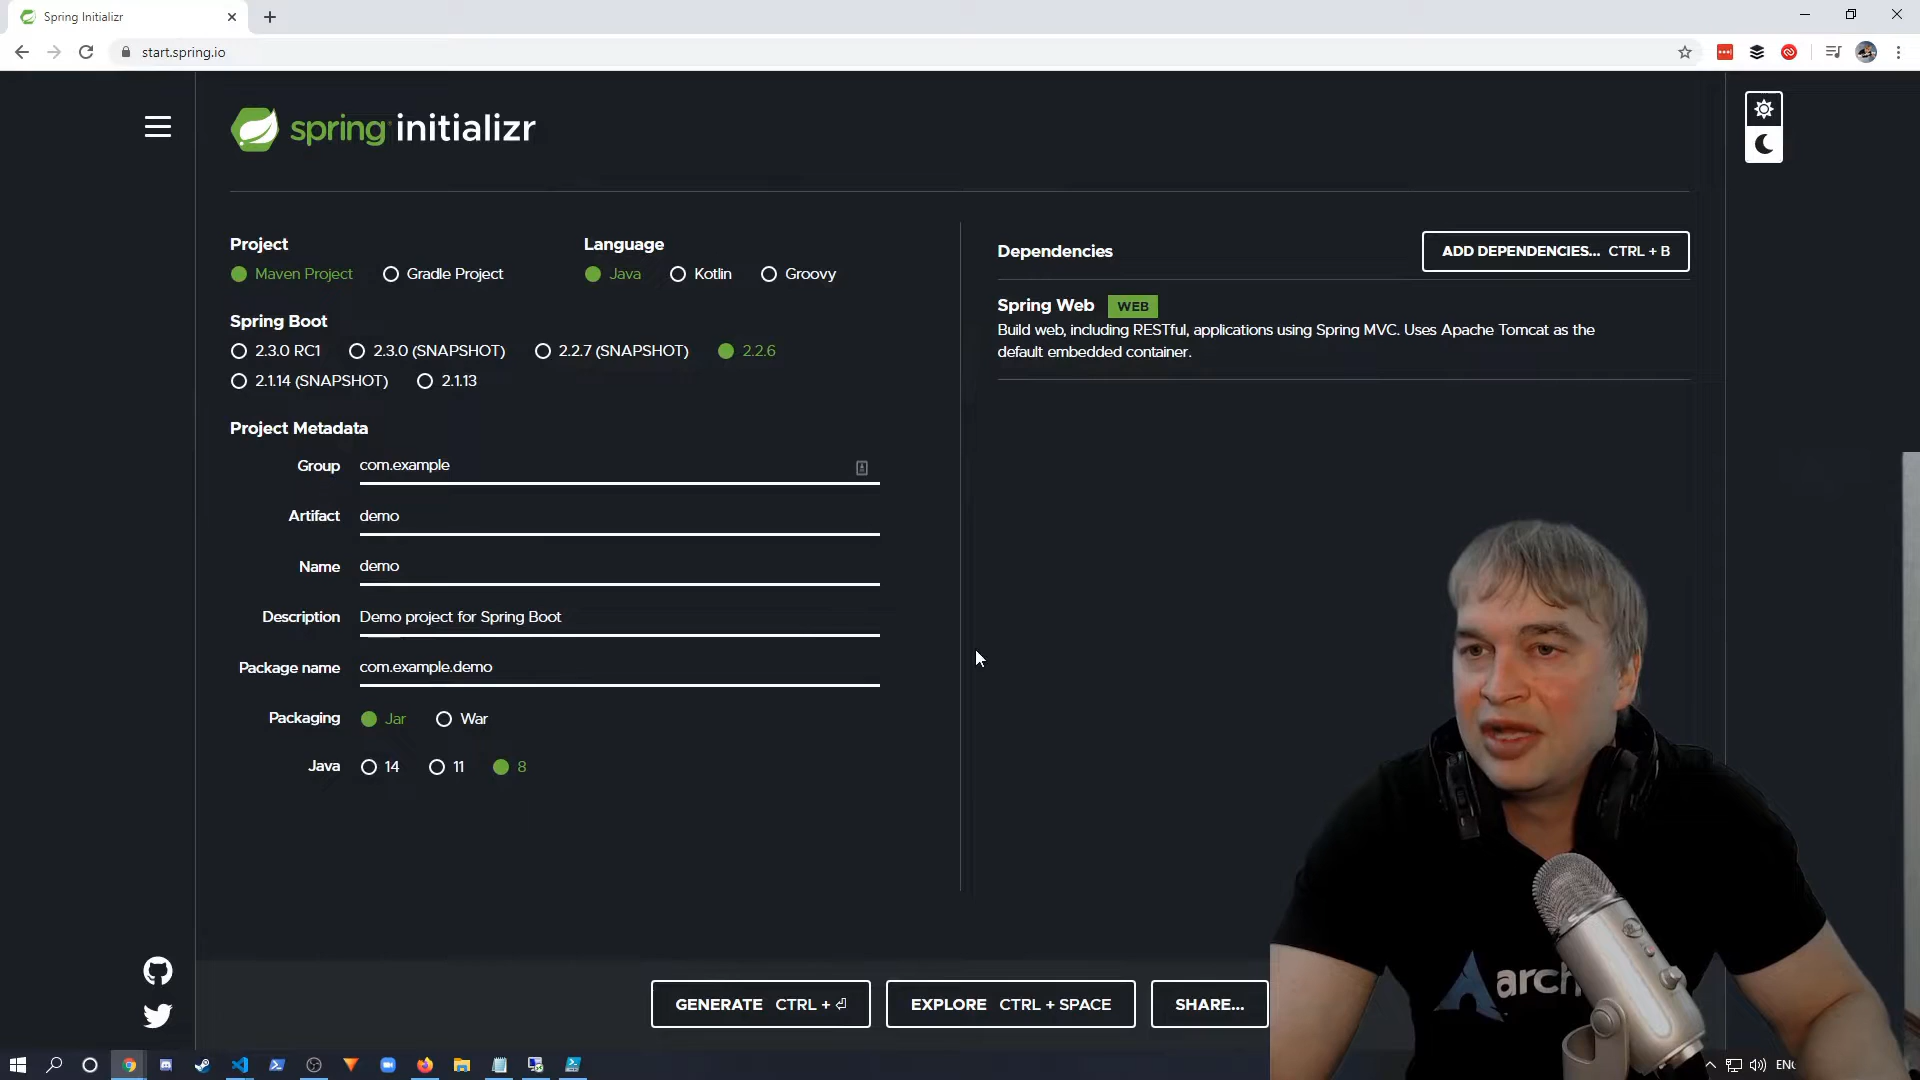 Spring Initializr
start.spring.io
spring initializr
Project
Maven Project
Gradle Project
Language
Java
Kotlin
Groovy
Spring Boot
2.3.0 RC1
2.3.0 (SNAPSHOT)
2.2.7 (SNAPSHOT)
2.2.6
2.1.14 (SNAPSHOT)
2.1.13
Project Metadata
Group com.example
Artifact demo
Name demo
Description Demo project for Spring Boot
Package name com.example.demo
Packaging Jar War
Java 14 11 8
Dependencies
ADD DEPENDENCIES... CTRL + B
Spring Web WEB
Build web, including RESTful, applications using Spring MVC. Uses Apache Tomcat as the
default embedded container.
GENERATE CTRL + ⏎
EXPLORE CTRL + SPACE
SHARE...
arch